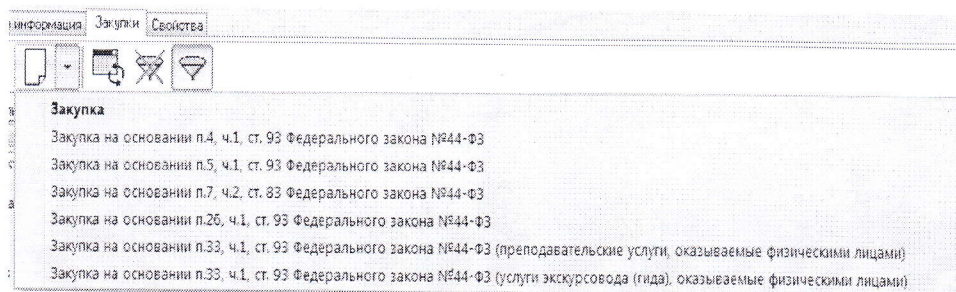 информация Закупки Свойства
Закупка
Закупка на основании п.4, ч.1, ст. 93 Федерального закона №44-ФЗ
Закупка на основании п.5, ч.1, ст. 93 Федерального закона №44-ФЗ
Закупка на основании п.7, ч.2, ст. 83 Федерального закона №44-ФЗ
Закупка на основании п.26, ч.1, ст. 93 Федерального закона №44-ФЗ
Закупка на основании п.33, ч.1, ст. 93 Федерального закона №44-ФЗ (преподавательские услуги, оказываемые физическими лицами)
Закупка на основании п.33, ч.1, ст. 93 Федерального закона №44-ФЗ (услуги экскурсовода (гида), оказываемые физическими лицами)